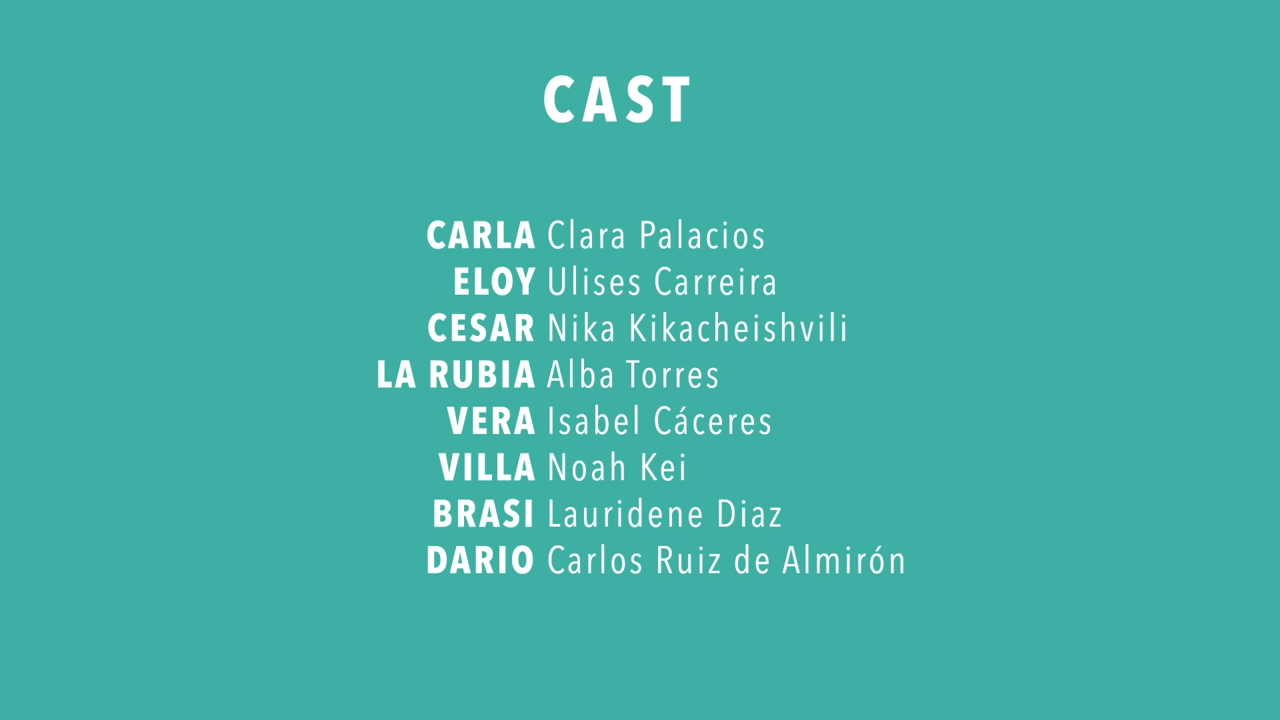 CAST
CARLA Clara Palacios
ELOY Ulises Carreira
CESAR Nika Kikacheishvili
LA RUBIA Alba Torres
VERA Isabel Cáceres
VILLA Noah Kei
BRASI Lauridene Diaz
DARIO Carlos Ruiz de Almirón